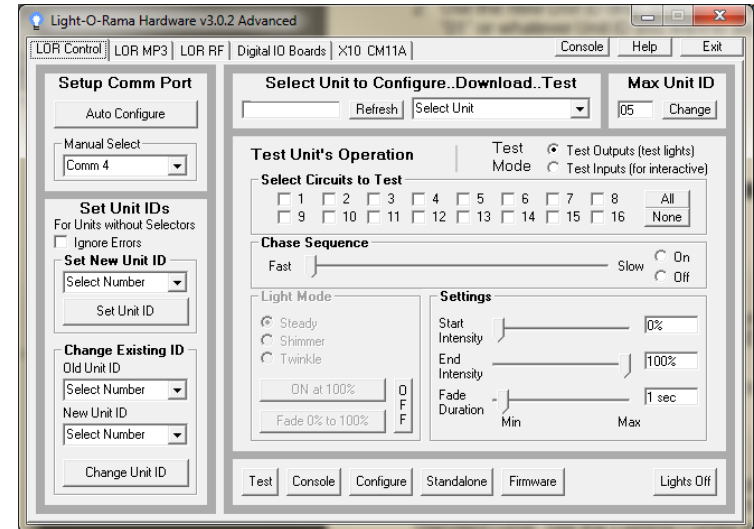 Light-O-Rama Hardware v3.0.2 Advanced
LOR Control LOR MP3 LOR RF Digital IO Boards X10 CM11A Console Help Exit
Setup Comm Port
Auto Configure
Manual Select
Comm 4
Set Unit IDs
For Units without Selectors
Ignore Errors
Set New Unit ID
Select Number
Set Unit ID
Change Existing ID
Old Unit ID
Select Number
New Unit ID
Select Number
Change Unit ID
Select Unit to Configure..Download..Test
Refresh Select Unit
Max Unit ID
05 Change
Test Unit's Operation
Test Mode
Test Outputs (test lights)
Test Inputs (for interactive)
Select Circuits to Test
1 2 3 4 5 6 7 8 All
9 10 11 12 13 14 15 16 None
Chase Sequence
Fast Slow
On
Off
Light Mode
Steady
Shimmer
Twinkle
ON at 100%
Fade 0% to 100%
OFF
Settings
Start Intensity 0%
End Intensity 100%
Fade Duration 1 sec
Min Max
Test Console Configure Standalone Firmware Lights Off